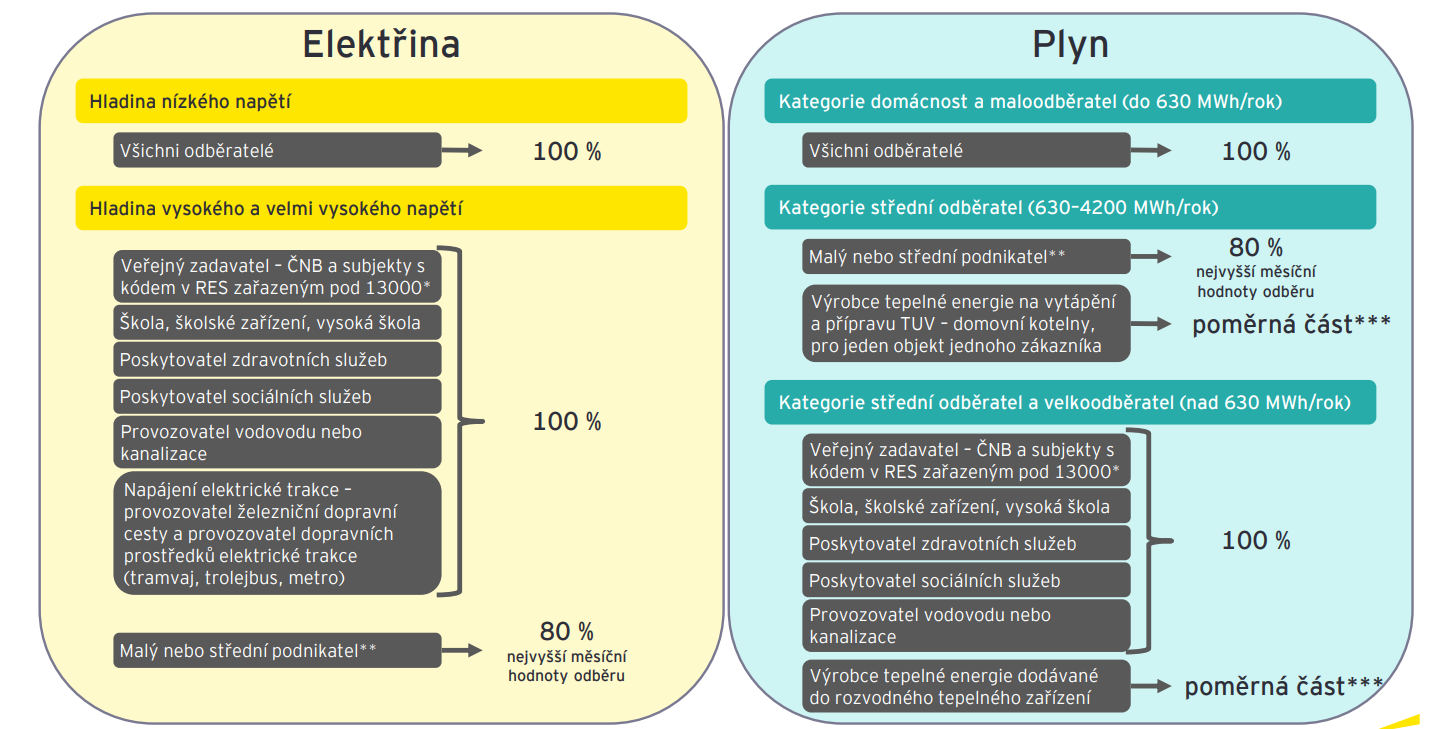 Elektřina
Hladina nízkého napětí
Všichni odběratelé
100 %
Hladina vysokého a velmi vysokého napětí
Veřejný zadavatel – ČNB a subjekty s
kódem v RES zařazeným pod 13000*
Škola, školské zařízení, vysoká škola
Poskytovatel zdravotních služeb
Poskytovatel sociálních služeb
Provozovatel vodovodu nebo
kanalizace
Napájení elektrické trakce –
provozovatel železniční dopravní
cesty a provozovatel dopravních
prostředků elektrické trakce
(tramvaj, trolejbus, metro)
100 %
Malý nebo střední podnikatel**
80 %
nejvyšší měsíční
hodnoty odběru
Plyn
Kategorie domácnost a maloodběratel (do 630 MWh/rok)
Všichni odběratelé
100 %
Kategorie střední odběratel (630–4200 MWh/rok)
Malý nebo střední podnikatel**
80 %
nejvyšší měsíční
hodnoty odběru
Výrobce tepelné energie na vytápění
a přípravu TUV – domovní kotelny,
pro jeden objekt jednoho zákazníka
poměrná část***
Kategorie střední odběratel a velkoodběratel (nad 630 MWh/rok)
Veřejný zadavatel – ČNB a subjekty s
kódem v RES zařazeným pod 13000*
Škola, školské zařízení, vysoká škola
Poskytovatel zdravotních služeb
Poskytovatel sociálních služeb
Provozovatel vodovodu nebo
kanalizace
100 %
Výrobce tepelné energie dodávané
do rozvodného tepelného zařízení
poměrná část***